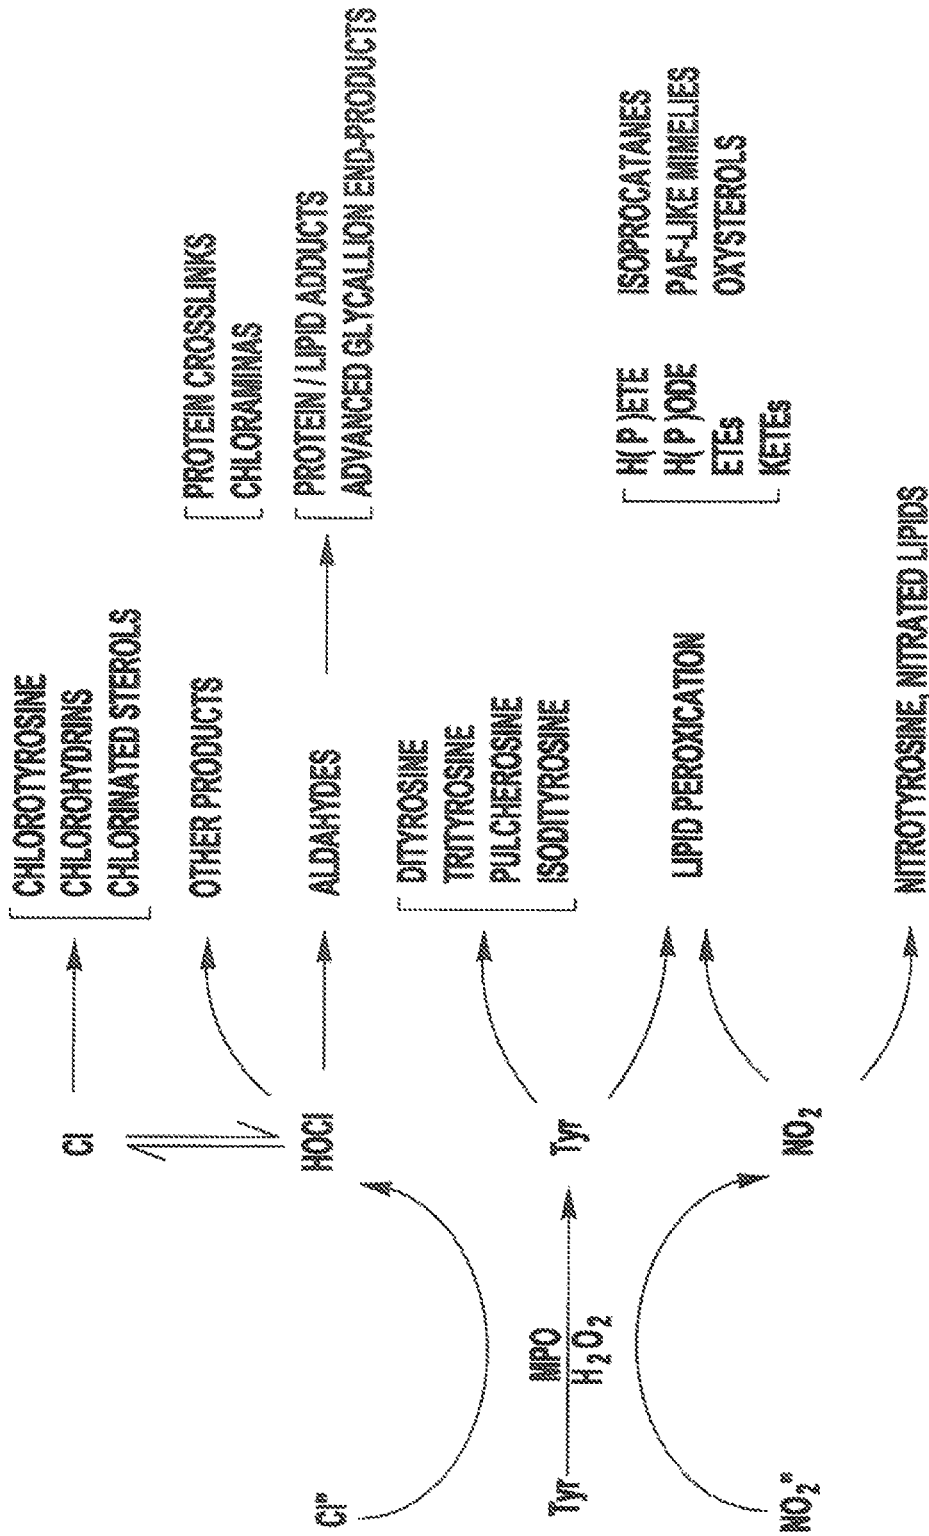 CHLOROTYROSINE
CHLOROHYDRINS
CHLORINATED STEROLS
Cl
OTHER PRODUCTS
PROTEIN CROSSLINKS
CHLORAMINAS
HOCl
ALDAHYDES
PROTEIN / LIPID ADDUCTS
ADVANCED GLYCALLION END-PRODUCTS
Cl"
DITYROSINE
TRITYROSINE
PULCHEROSINE
ISODITYROSINE
Tyr
MPO
H2O2
Tyr
LIPID PEROXICATION
H(P)ETE
H(P)ODE
ETEs
KETEs
ISOPROCATANES
PAF-LIKE MIMELIES
OXYSTEROLS
NO2"
NO2
NITROTYROSINE, NITRATED LIPIDS